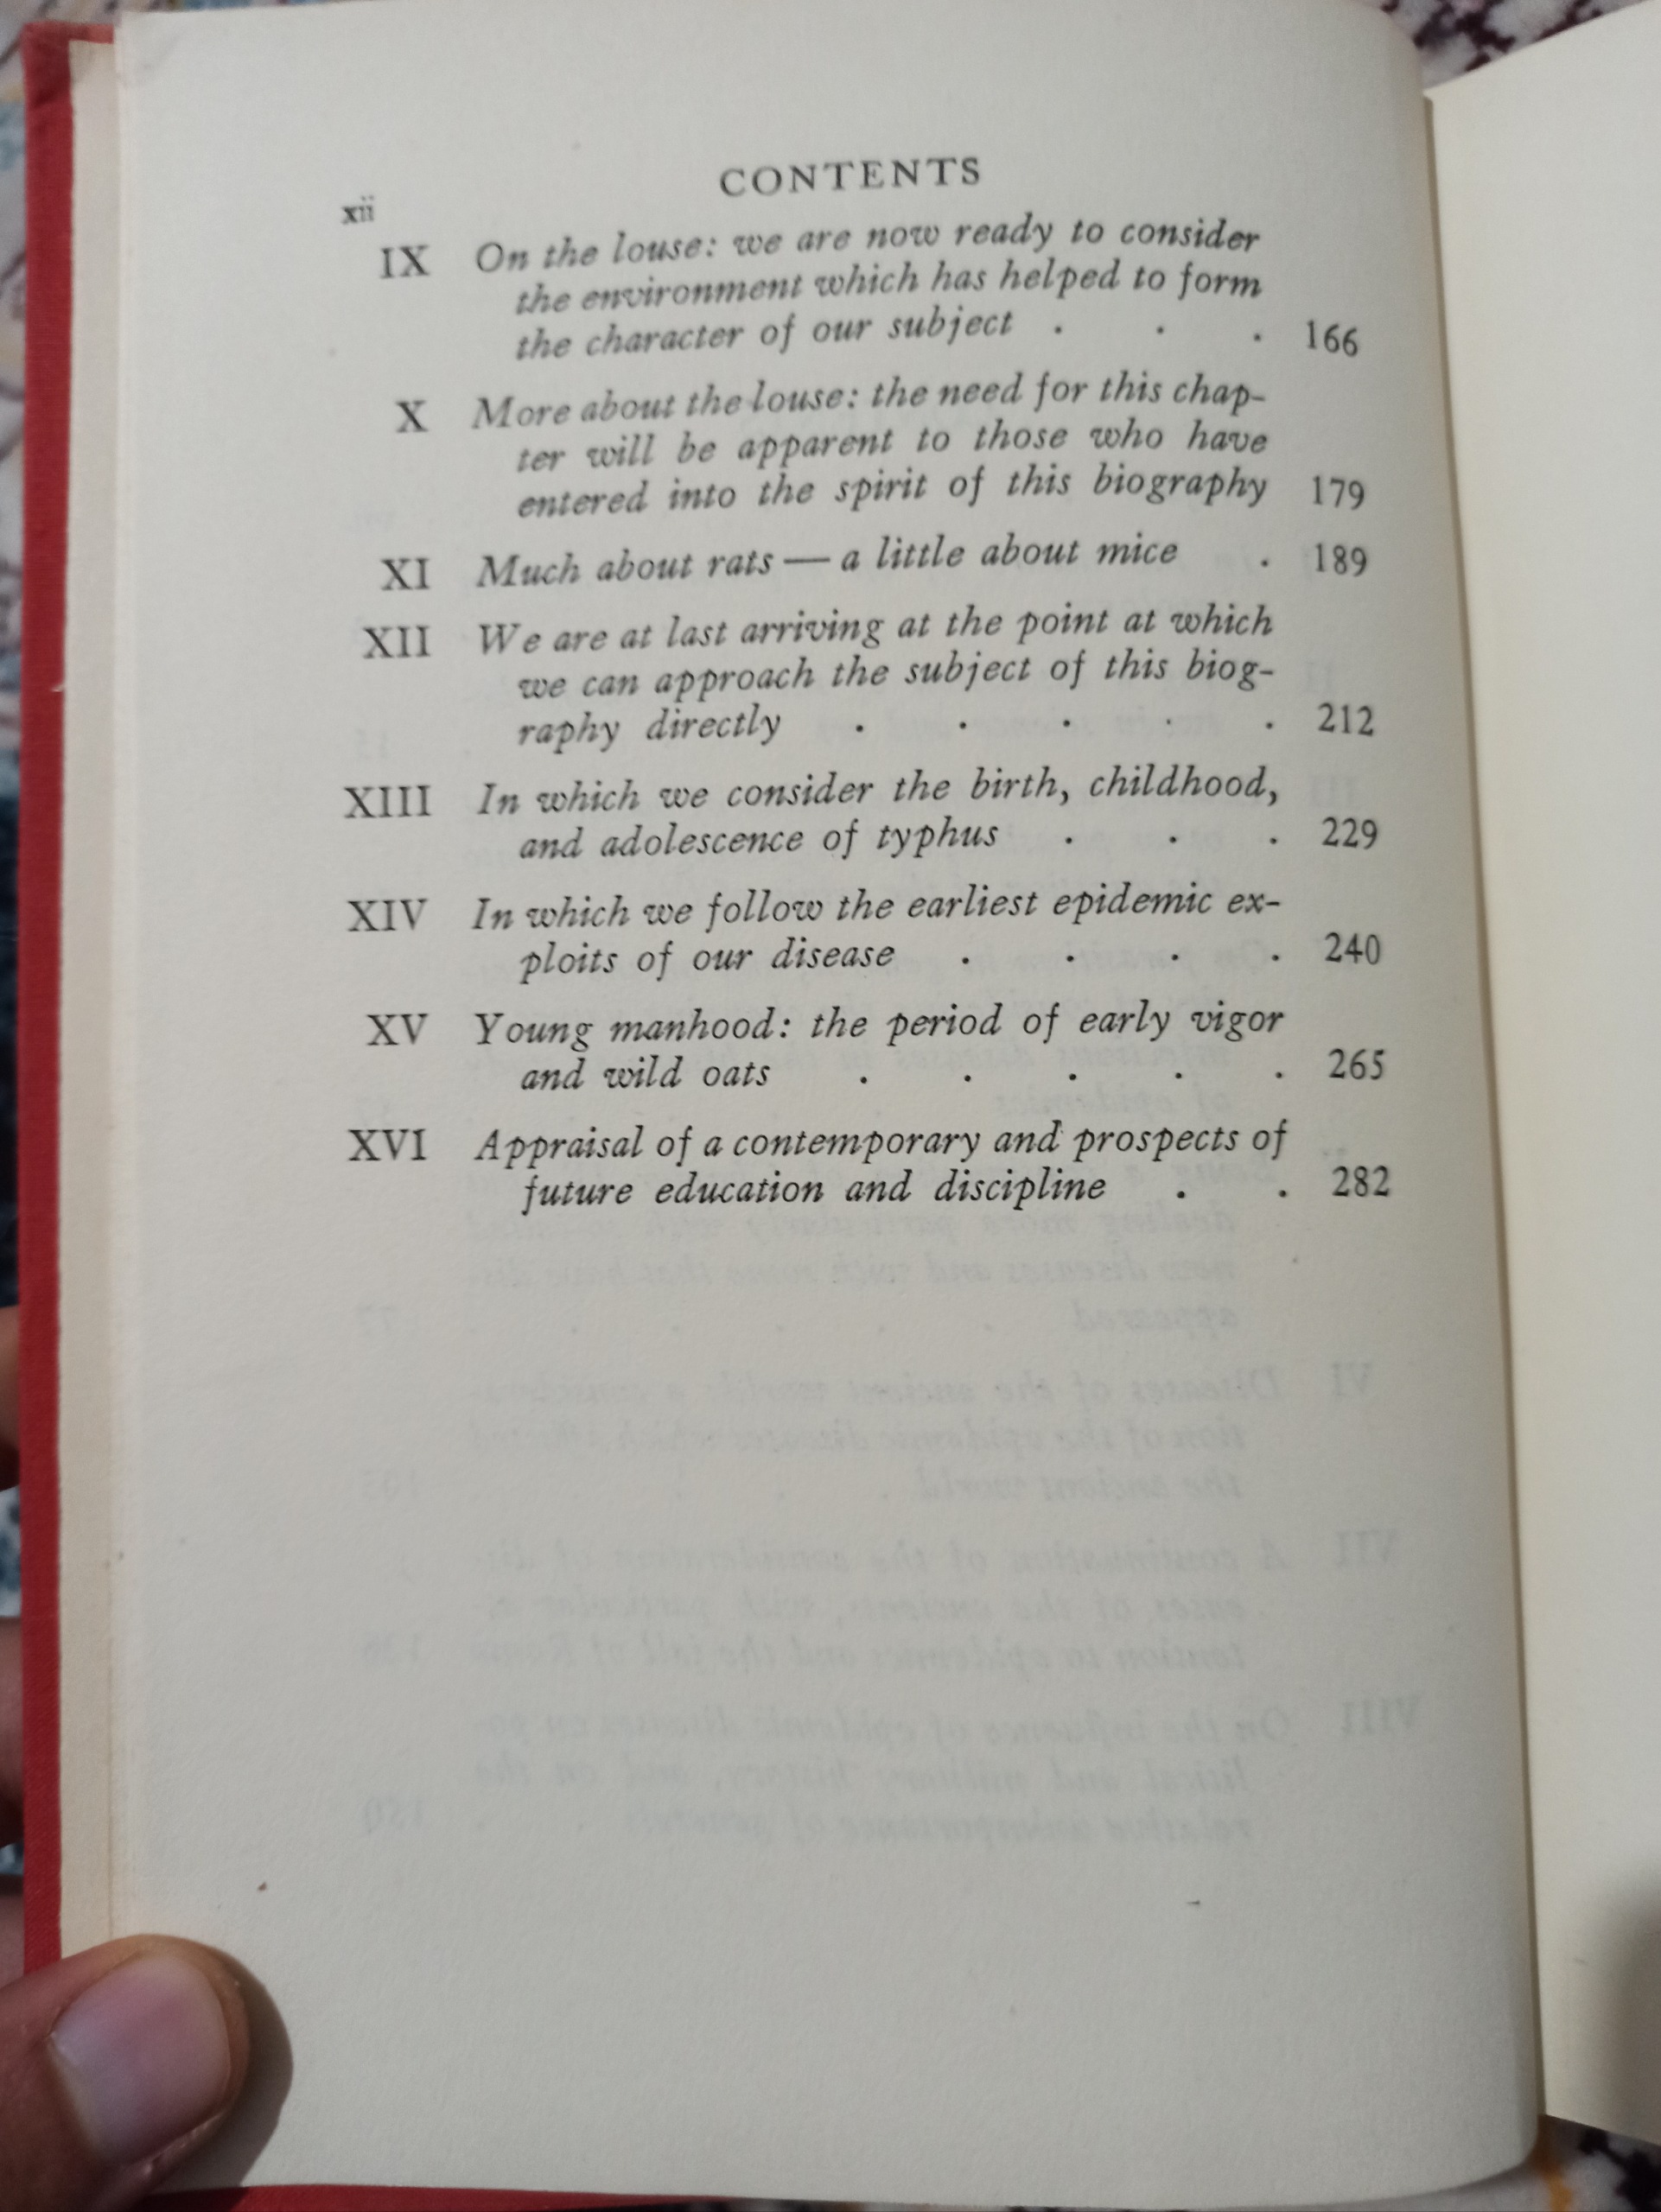 CONTENTS
xii
IX On the louse: we are now ready to consider
the environment which has helped to form
the character of our subject . . . 166
X More about the louse: the need for this chap-
ter will be apparent to those who have
entered into the spirit of this biography 179
XI Much about rats — a little about mice . 189
XII We are at last arriving at the point at which
we can approach the subject of this biog-
raphy directly . . . . . 212
XIII In which we consider the birth, childhood,
and adolescence of typhus . . . 229
XIV In which we follow the earliest epidemic ex-
ploits of our disease . . . . 240
XV Young manhood: the period of early vigor
and wild oats . . . . . 265
XVI Appraisal of a contemporary and prospects of
future education and discipline . . 282